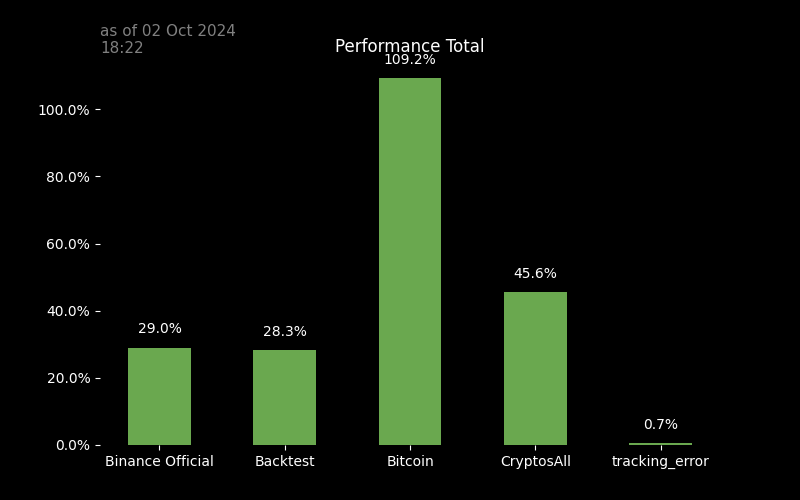 as of 02 Oct 2024
18:22
Performance Total
109.2%
100.0%
80.0%
60.0%
40.0%
20.0%
0.0%
29.0%
28.3%
45.6%
0.7%
Binance Official
Backtest
Bitcoin
CryptosAll
tracking_error